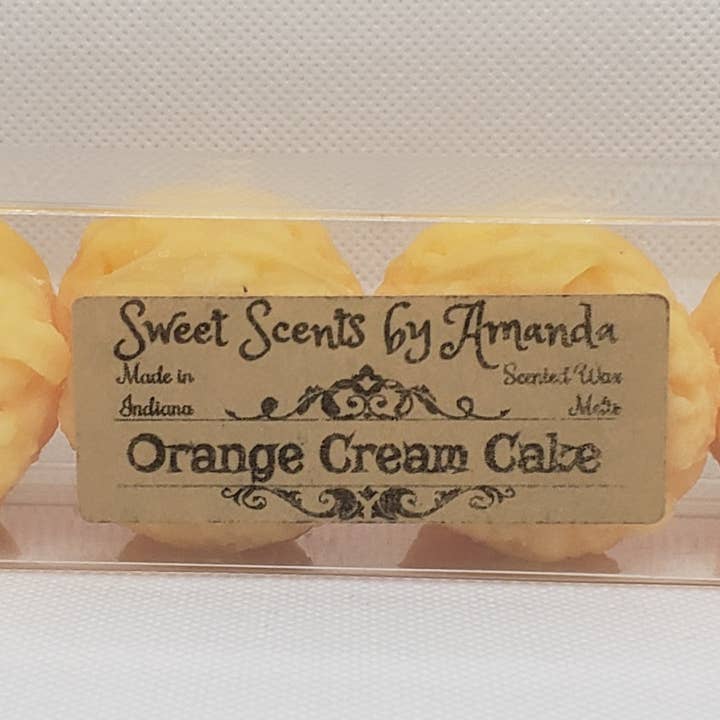 Sweet Scents by Amanda
Made in Scented Wax
Indiana Melts
Orange Cream Cake